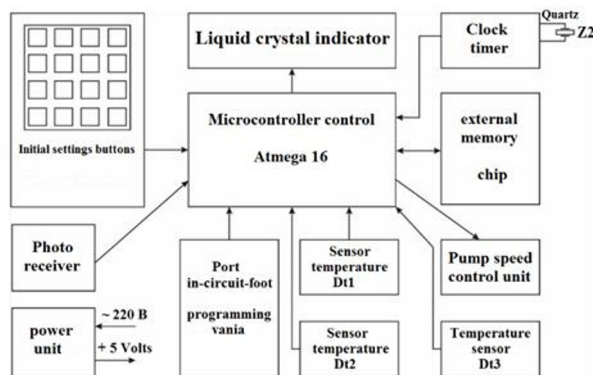 Liquid crystal indicator
Clock
timer
Quartz
Z2
Initial settings buttons
Microcontroller control
Atmega 16
external
memory
chip
Photo
receiver
Port
in-circuit-foot
programming
vania
Sensor
temperature
Dt1
Pump speed
control unit
power
unit
~ 220 B
+ 5 Volts
Sensor
temperature
Dt2
Temperature
sensor
Dt3